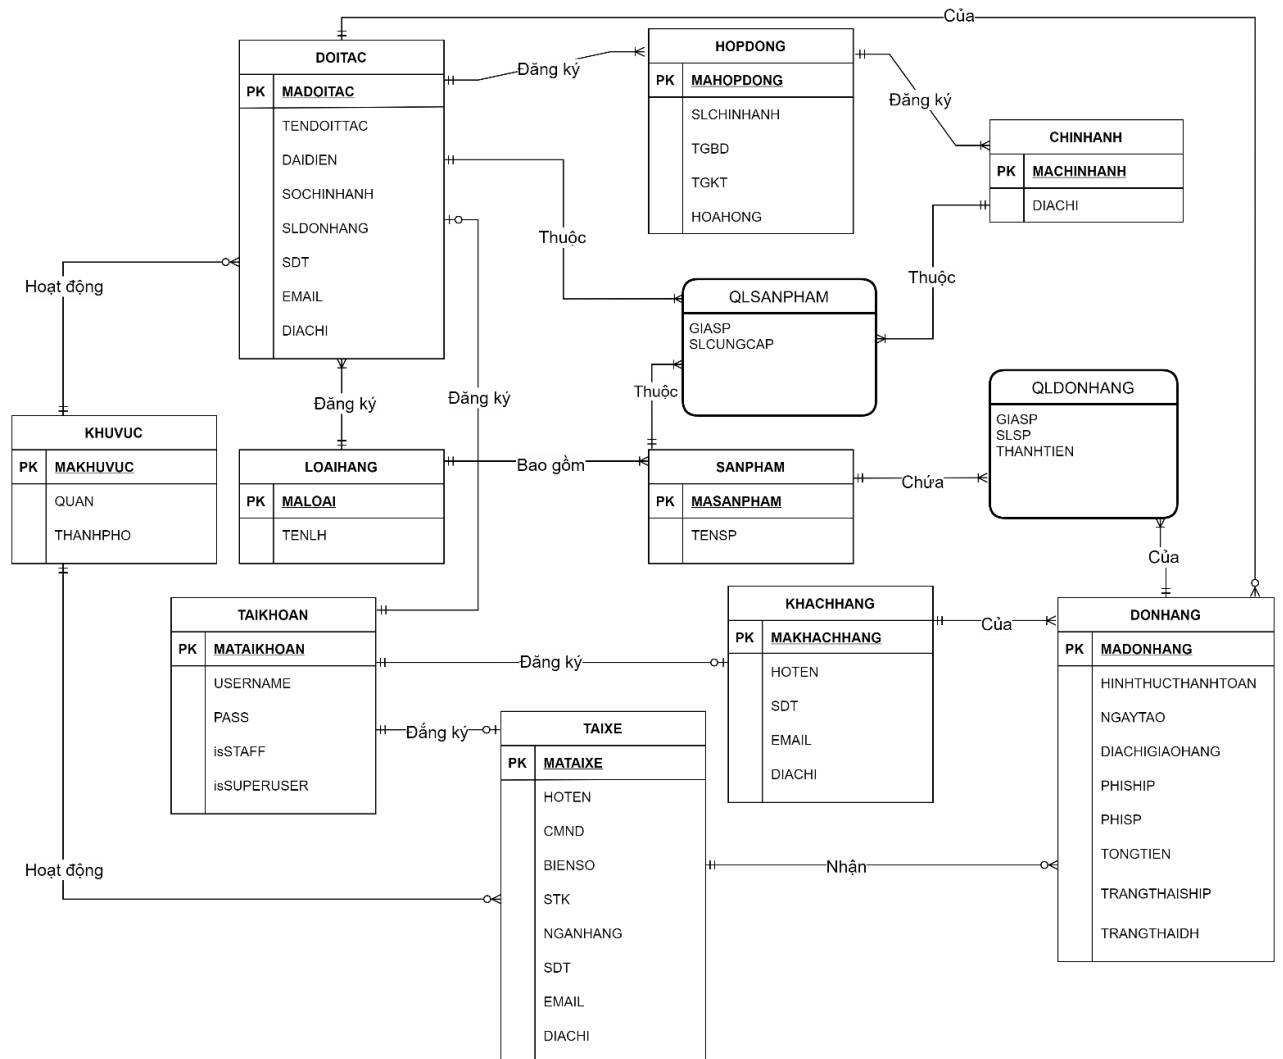 Của
DOITAC
PK MADOITAC
TENDOITTAC
DAIDIEN
SOCHINHANH
SLDONHANG
SDT
EMAIL
DIACHI
Đăng ký
HOPDONG
PK MAHOPDONG
SLCHINHANH
TGBD
TGKT
HOAHONG
Đăng ký
CHINHANH
PK MACHINHANH
DIACHI
Thuộc
Thuộc
Hoạt động
QLSANPHAM
GIASP
SLCUNGCAP
Thuộc
Đăng ký
Đăng ký
QLDONHANG
GIASP
SLSP
THANHTIEN
KHUVUC
PK MAKHUVUC
QUAN
THANHPHO
LOAIHANG
PK MALOAI
TENLH
Bao gồm
SANPHAM
PK MASANPHAM
TENSP
Chứa
Của
TAIKHOAN
PK MATAIKHOAN
USERNAME
PASS
isSTAFF
isSUPERUSER
Đăng ký
KHACHHANG
PK MAKHACHHANG
HOTEN
SDT
EMAIL
DIACHI
Của
DONHANG
PK MADONHANG
HINHTHUCTHANHTOAN
NGAYTAO
DIACHIGIAOHANG
PHISHIP
PHISP
TONGTIEN
TRANGTHAISHIP
TRANGTHAIDH
Đắng ký
TAIXE
PK MATAIXE
HOTEN
CMND
BIENSO
STK
NGANHANG
SDT
EMAIL
DIACHI
Nhận
Hoạt động